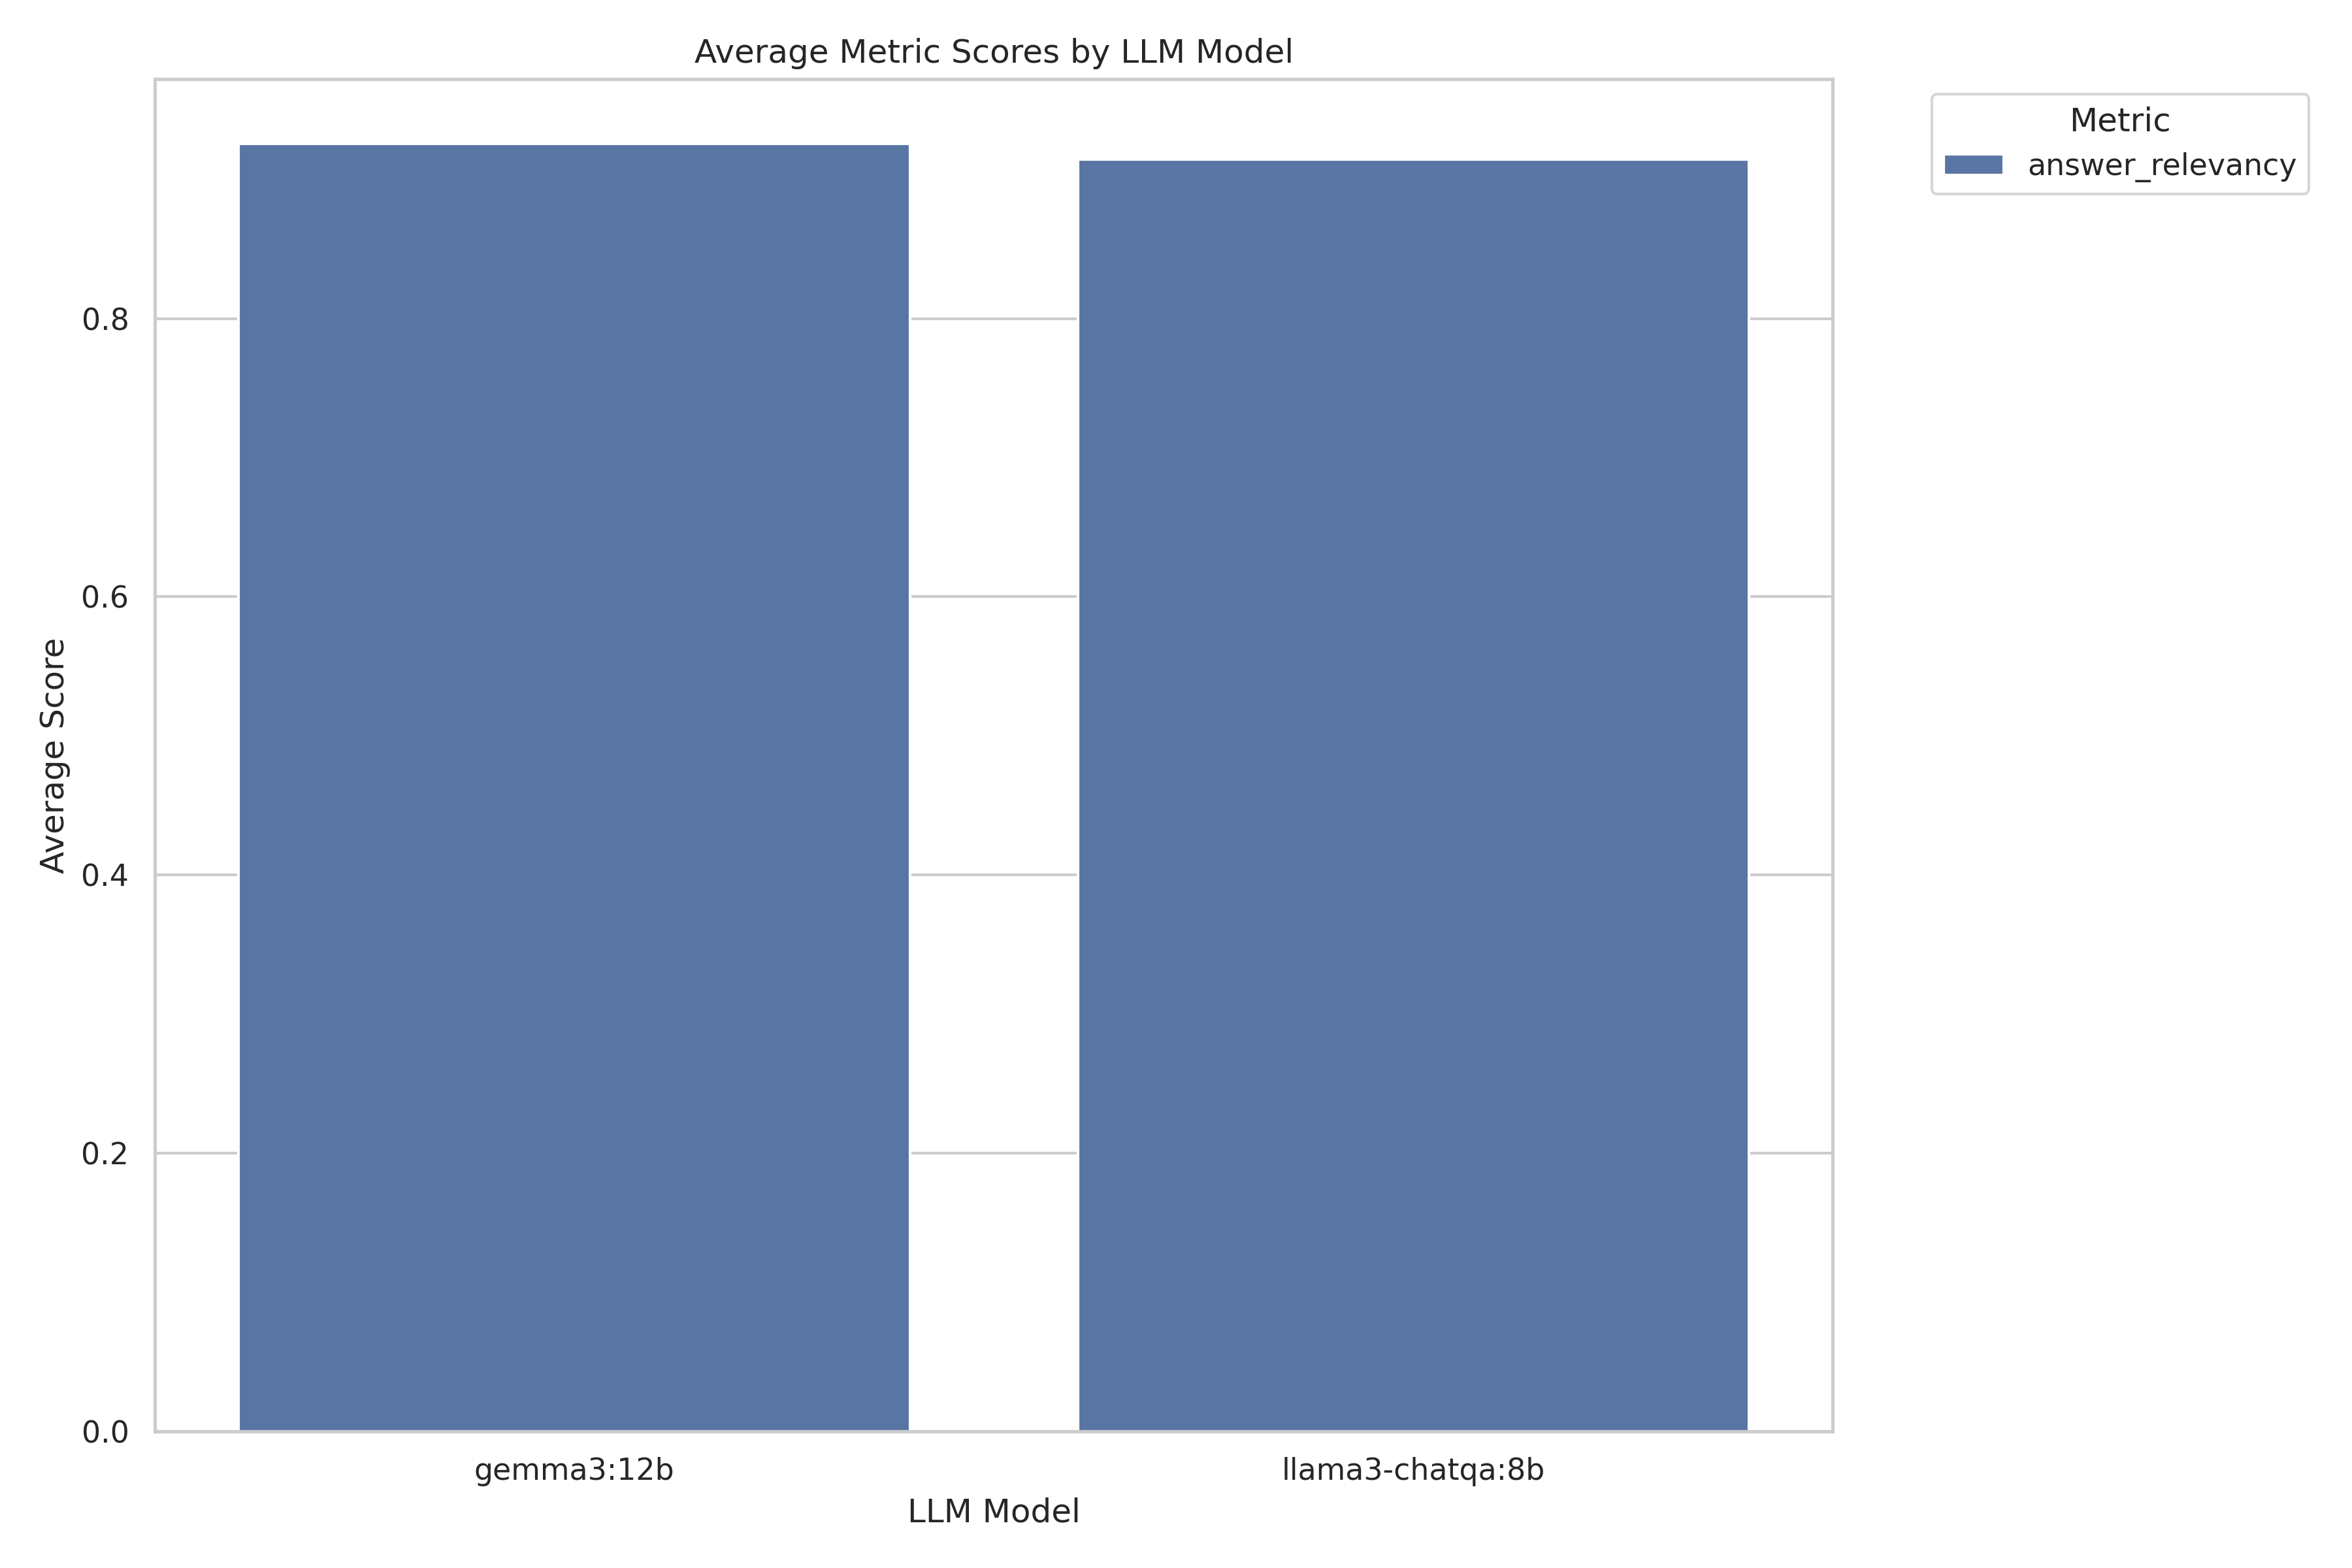 Average Metric Scores by LLM Model
Metric
answer_relevancy
Average Score
0.8
0.6
0.4
0.2
0.0
gemma3:12b
llama3-chatqa:8b
LLM Model